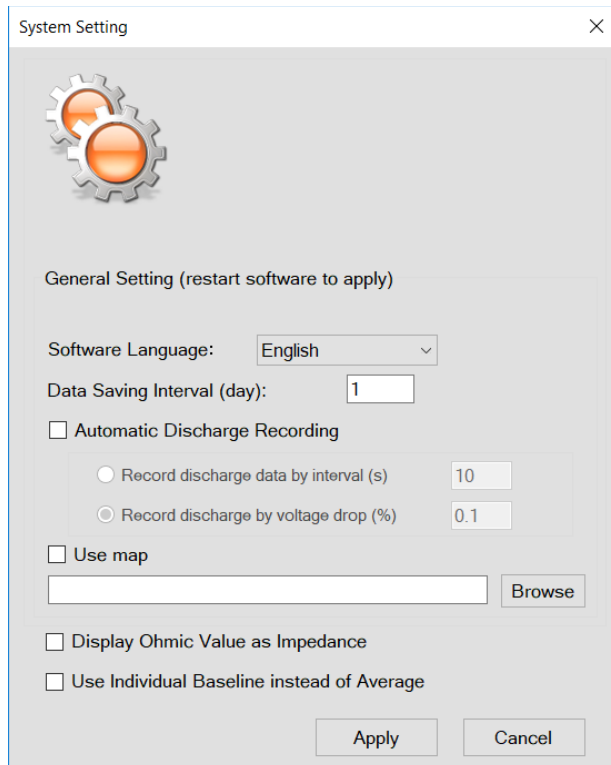 System Setting
General Setting (restart software to apply)
Software Language: English
Data Saving Interval (day): 1
Automatic Discharge Recording
Record discharge data by interval (s) 10
Record discharge by voltage drop (%) 0.1
Use map
Browse
Display Ohmic Value as Impedance
Use Individual Baseline instead of Average
Apply Cancel